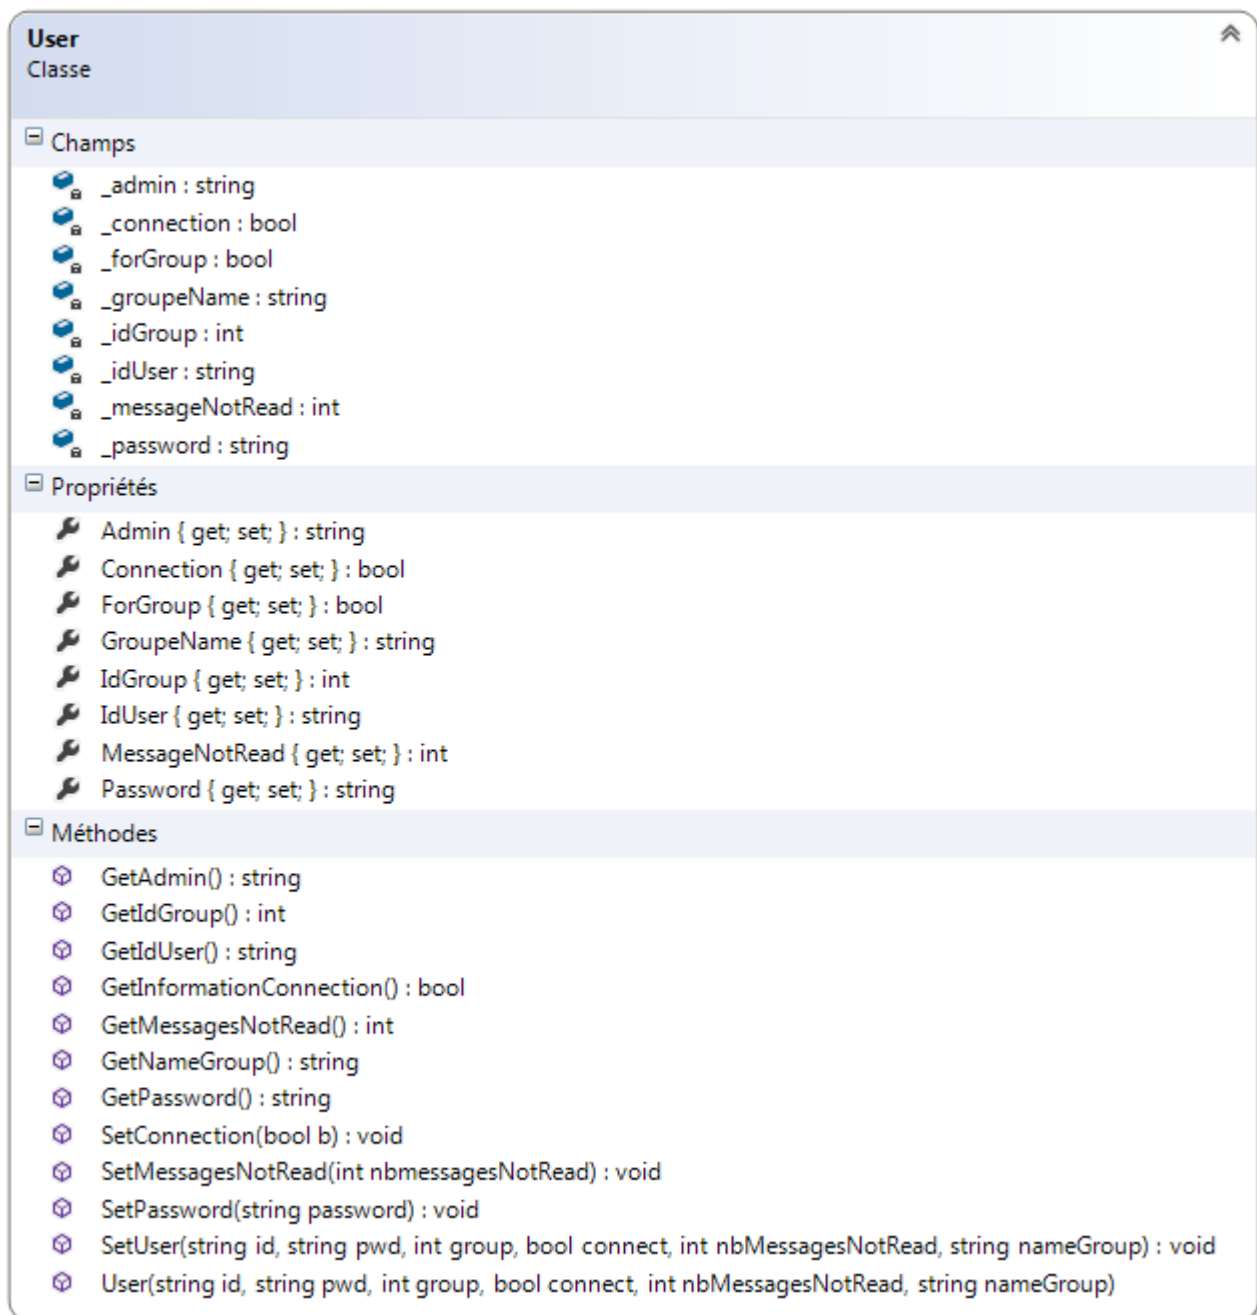 User
Classe
Champs
_admin : string
_connection : bool
_forGroup : bool
_groupeName : string
_idGroup : int
_idUser : string
_messageNotRead : int
_password : string
Propriétés
Admin { get; set; } : string
Connection { get; set; } : bool
ForGroup { get; set; } : bool
GroupeName { get; set; } : string
IdGroup { get; set; } : int
IdUser { get; set; } : string
MessageNotRead { get; set; } : int
Password { get; set; } : string
Méthodes
GetAdmin() : string
GetIdGroup() : int
GetIdUser() : string
GetInformationConnection() : bool
GetMessagesNotRead() : int
GetNameGroup() : string
GetPassword() : string
SetConnection(bool b) : void
SetMessagesNotRead(int nbmessagesNotRead) : void
SetPassword(string password) : void
SetUser(string id, string pwd, int group, bool connect, int nbMessagesNotRead, string nameGroup) : void
User(string id, string pwd, int group, bool connect, int nbMessagesNotRead, string nameGroup)